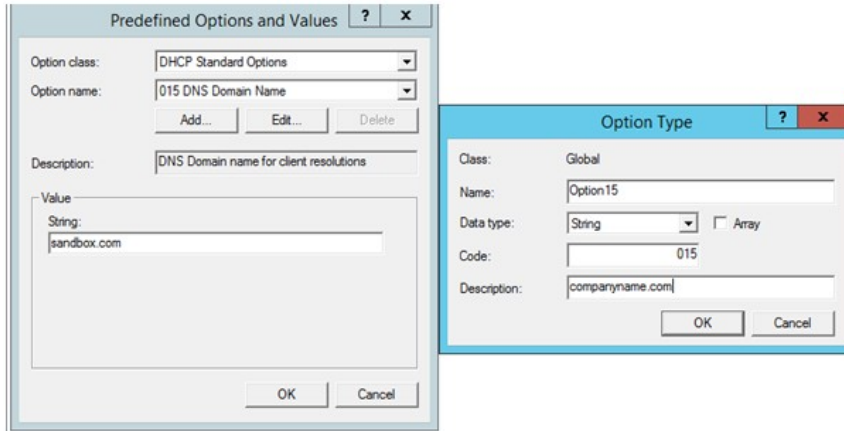 Predefined Options and Values ? x
Option class: DHCP Standard Options
Option name: 015 DNS Domain Name
Add... Edit... Delete
Description: DNS Domain name for client resolutions
Value
String:
sandbox.com
OK Cancel
Option Type ? x
Class: Global
Name: Option15
Data type: String Array
Code: 015
Description: companyname.com
OK Cancel